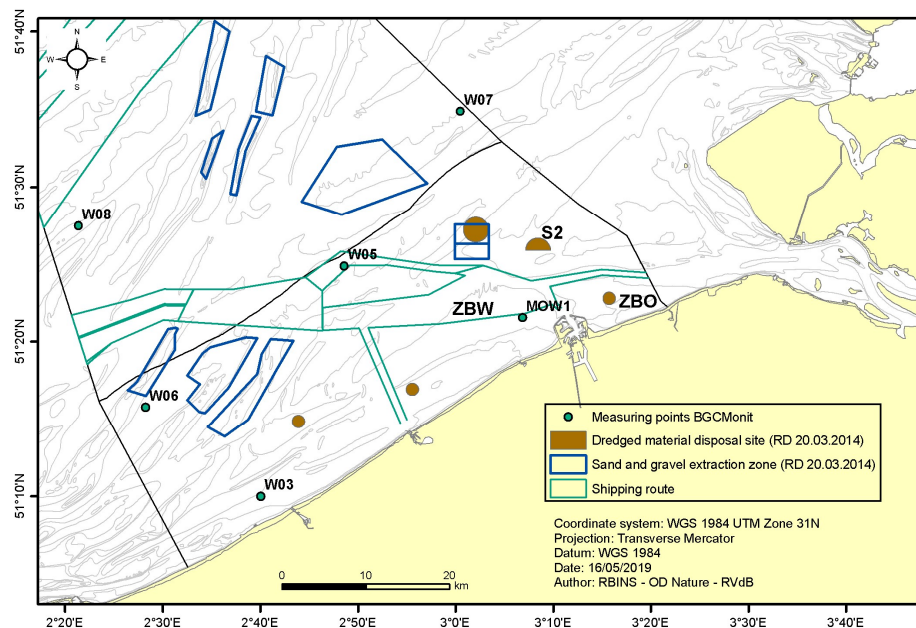 51°40'N
N
W E
S
W07
51°30'N
W08
S2
W05
ZBW
MOW1
ZBO
51°20'N
W06
Measuring points BGCMonit
Dredged material disposal site (RD 20.03.2014)
Sand and gravel extraction zone (RD 20.03.2014)
Shipping route
W03
51°10'N
Coordinate system: WGS 1984 UTM Zone 31N
Projection: Transverse Mercator
Datum: WGS 1984
Date: 16/05/2019
Author: RBINS - OD Nature - RVdB
0 10 20
km
2°20'E 2°30'E 2°40'E 2°50'E 3°0'E 3°10'E 3°20'E 3°30'E 3°40'E